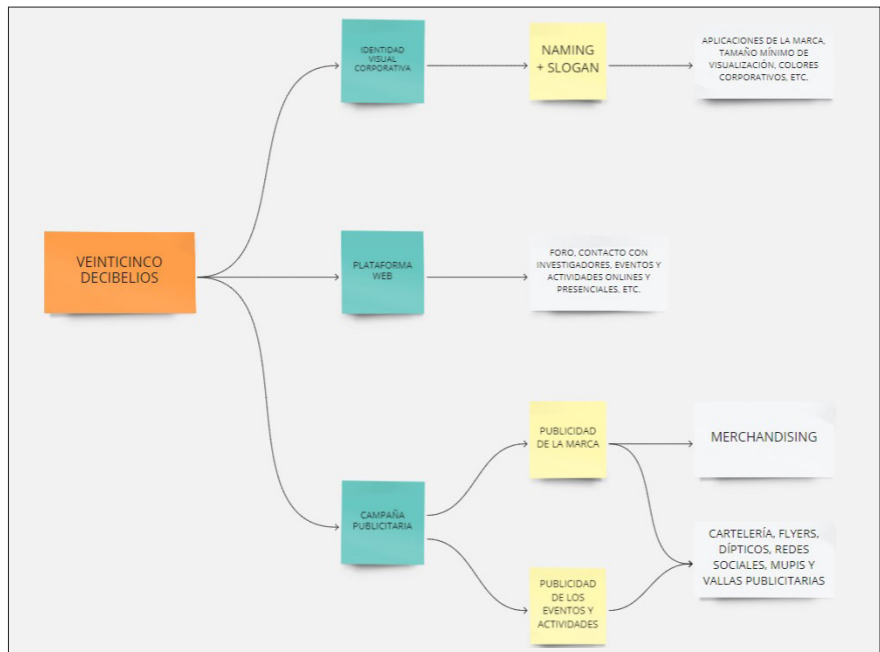 IDENTIDAD
VISUAL
CORPORATIVA
NAMING
+ SLOGAN
APLICACIONES DE LA MARCA,
TAMAÑO MÍNIMO DE
VISUALIZACIÓN, COLORES
CORPORATIVOS, ETC.
VEINTICINCO
DECIBELIOS
PLATAFORMA
WEB
FORO, CONTACTO CON
INVESTIGADORES, EVENTOS Y
ACTIVIDADES ONLINES Y
PRESENCIALES, ETC.
CAMPAÑA
PUBLICITARIA
PUBLICIDAD
DE LA MARCA
MERCHANDISING
CARTELERÍA, FLYERS,
DÍPTICOS, REDES
SOCIALES, MUPIS Y
VALLAS PUBLICITARIAS
PUBLICIDAD
DE LOS
EVENTOS Y
ACTIVIDADES